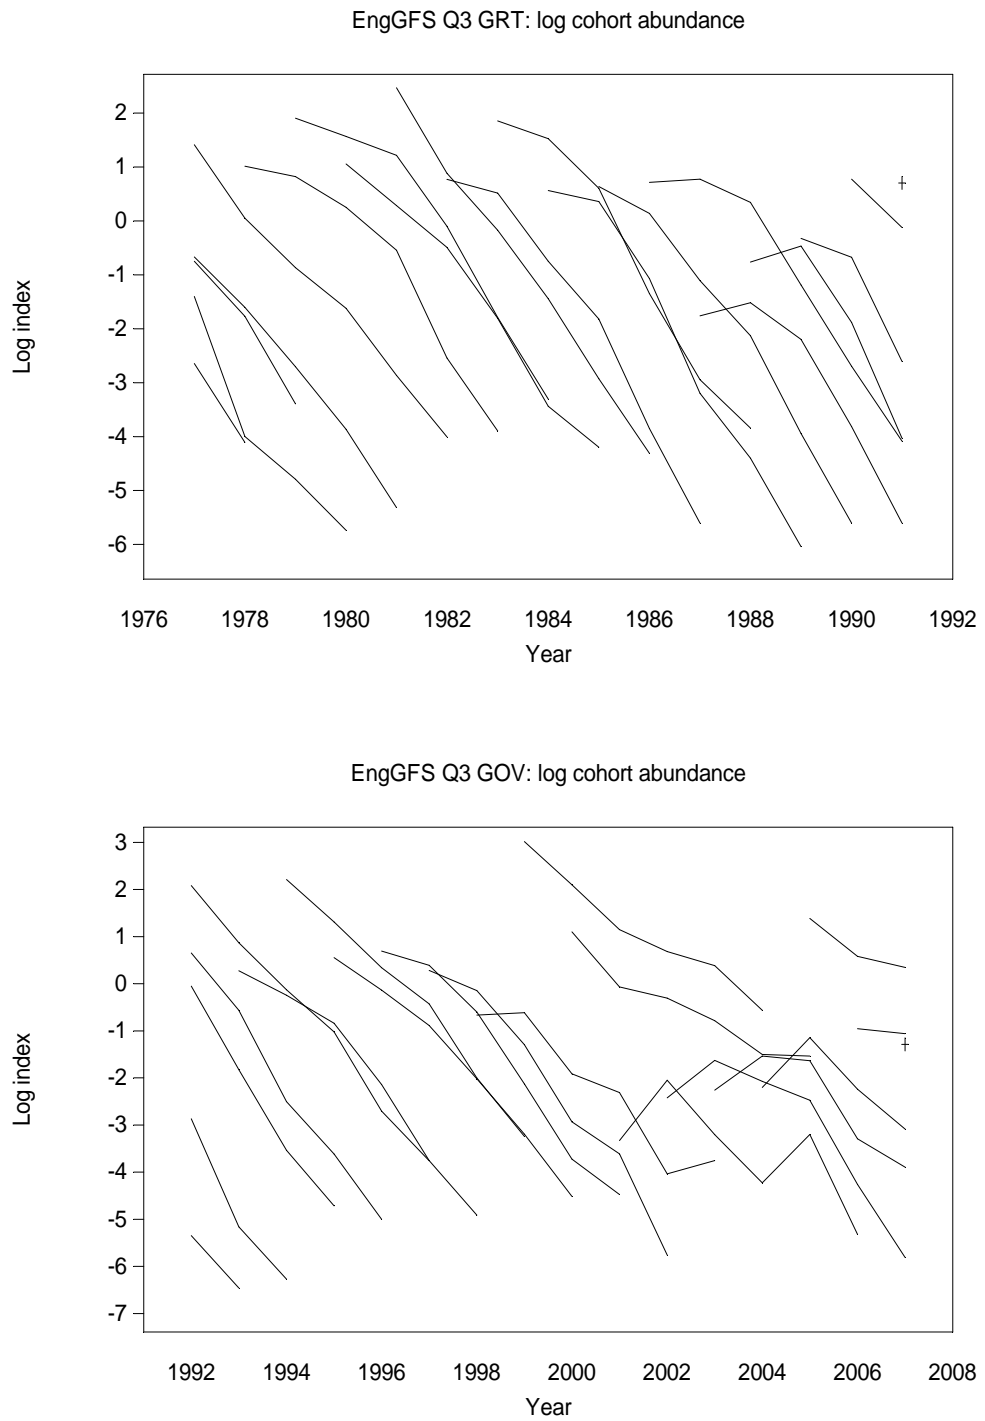 EngGFS Q3 GRT: log cohort abundance
2
1
0
-1
-2
-3
-4
-5
-6
Log index
1976 1978 1980 1982 1984 1986 1988 1990 1992
Year
EngGFS Q3 GOV: log cohort abundance
3
2
1
0
-1
-2
-3
-4
-5
-6
-7
Log index
1992 1994 1996 1998 2000 2002 2004 2006 2008
Year